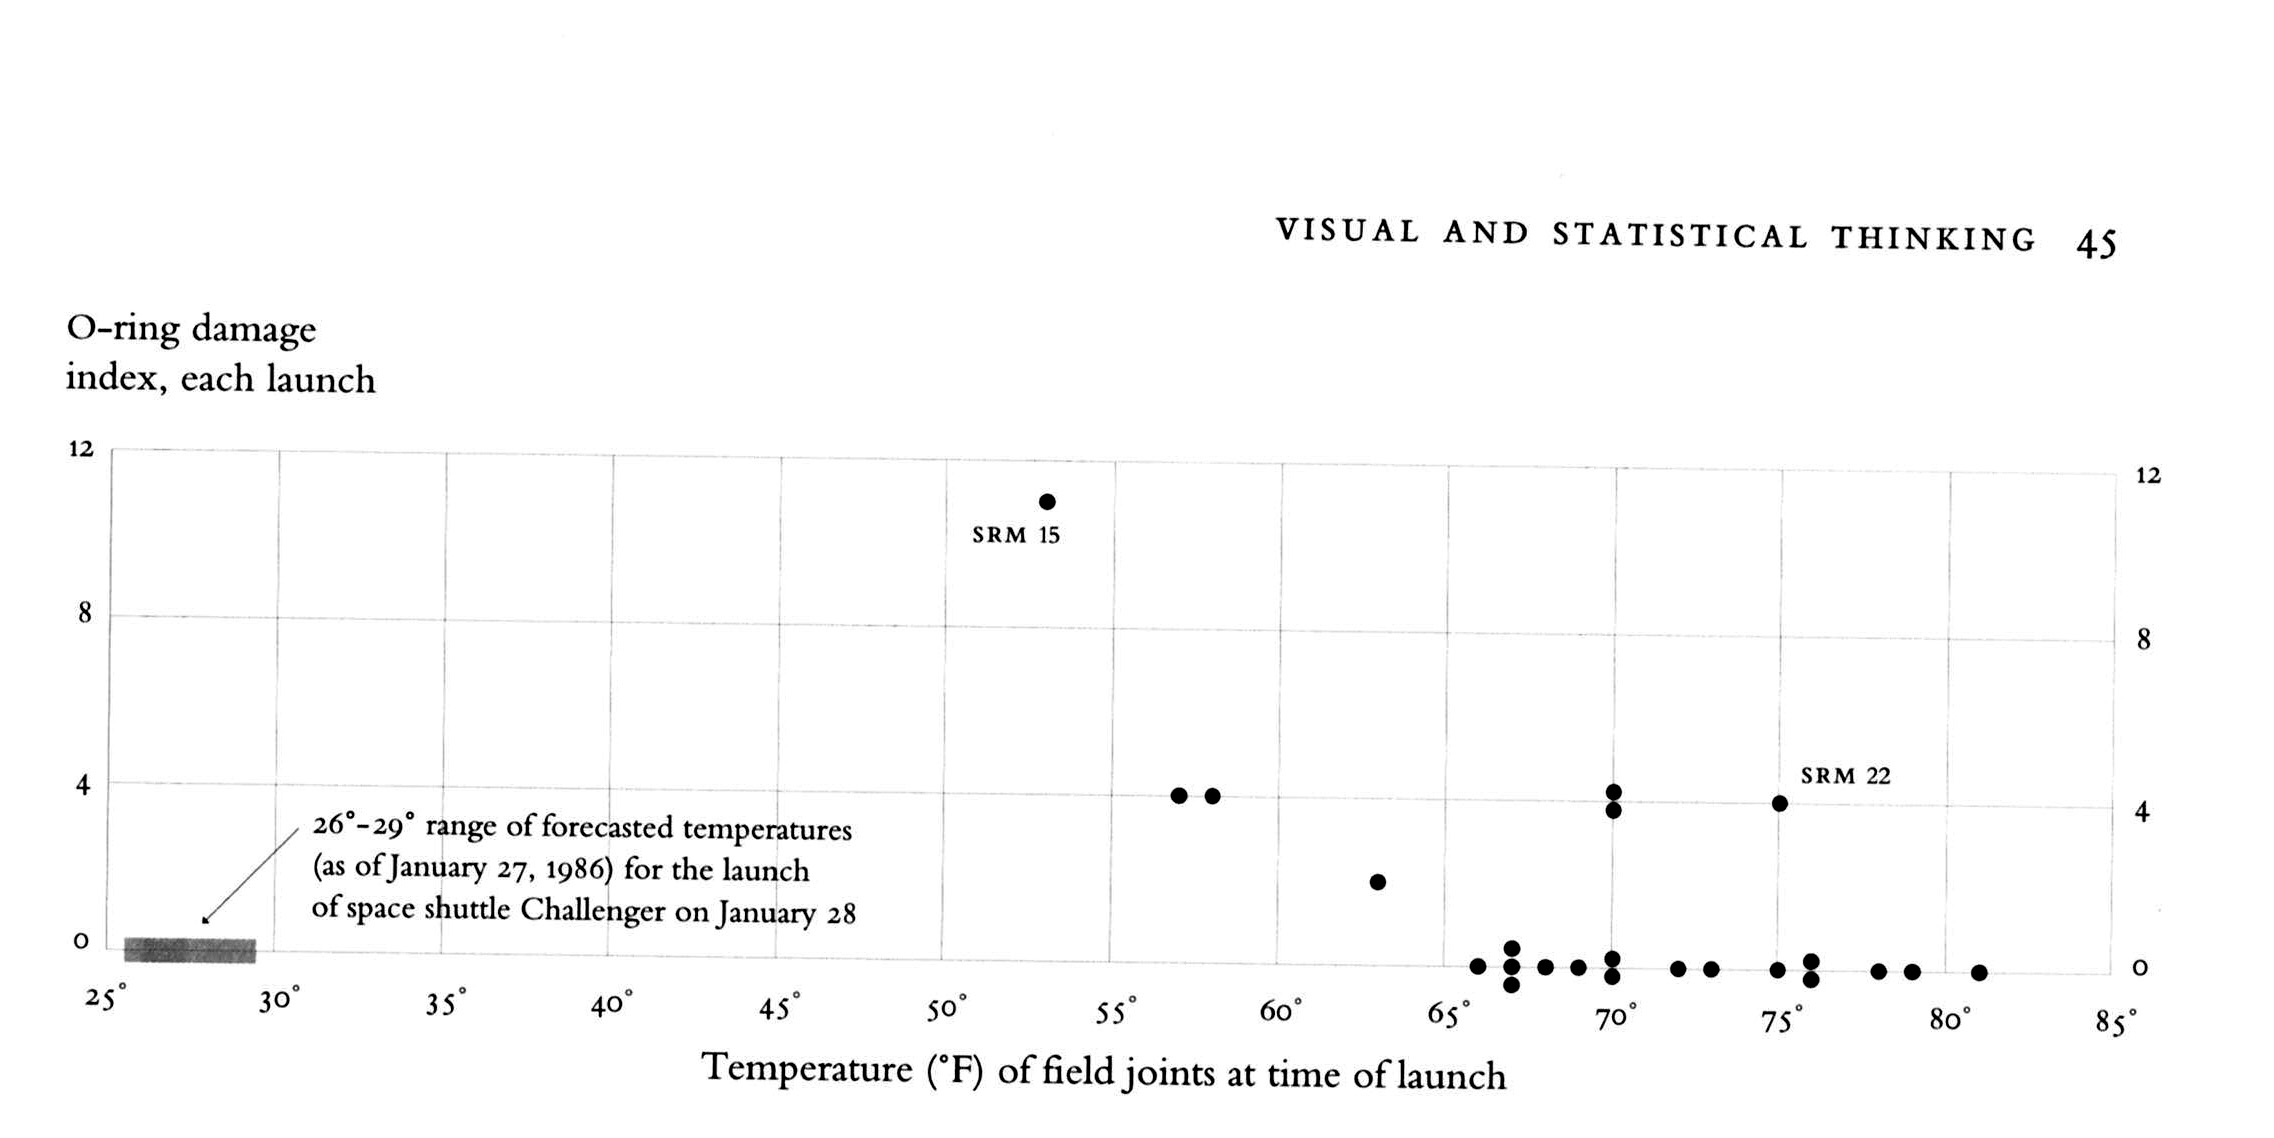 VISUAL AND STATISTICAL THINKING 45
O-ring damage
index, each launch
12
12
SRM 15
8
8
SRM 22
4
4
26°-29° range of forecasted temperatures
(as of January 27, 1986) for the launch
of space shuttle Challenger on January 28
0
0
25° 30° 35° 40° 45° 50° 55° 60° 65° 70° 75° 80° 85°
Temperature (°F) of field joints at time of launch